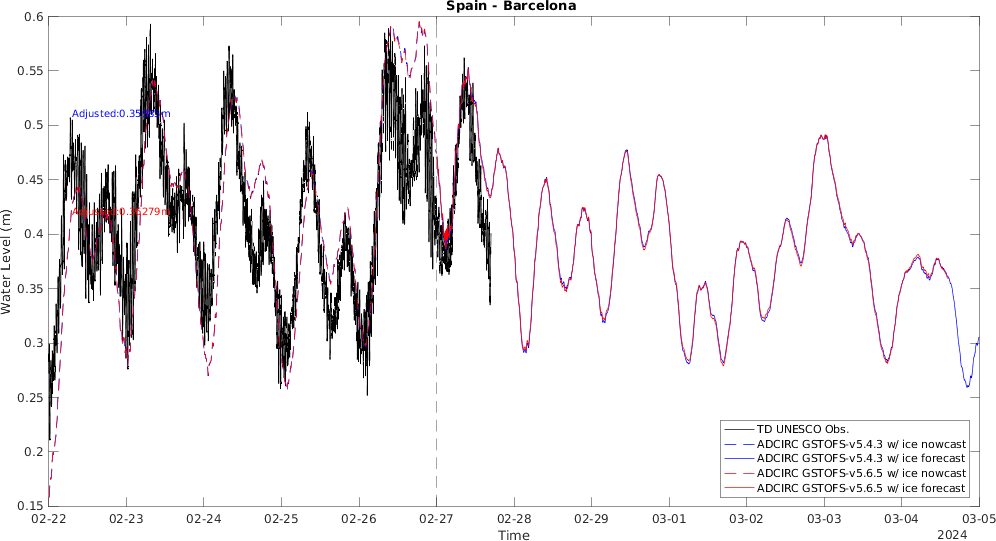 Spain - Barcelona
0.6
0.55
0.5
0.45
0.4
0.35
0.3
0.25
0.2
0.15
Water Level (m)
Adjusted:
Adjusted:
TD UNESCO Obs.
ADCIRC GSTOFS-v5.4.3 w/ ice nowcast
ADCIRC GSTOFS-v5.4.3 w/ ice forecast
ADCIRC GSTOFS-v5.6.5 w/ ice nowcast
ADCIRC GSTOFS-v5.6.5 w/ ice forecast
02-22 02-23 02-24 02-25 02-26 02-27 02-28 02-29 03-01 03-02 03-03 03-04 03-05
Time
2024